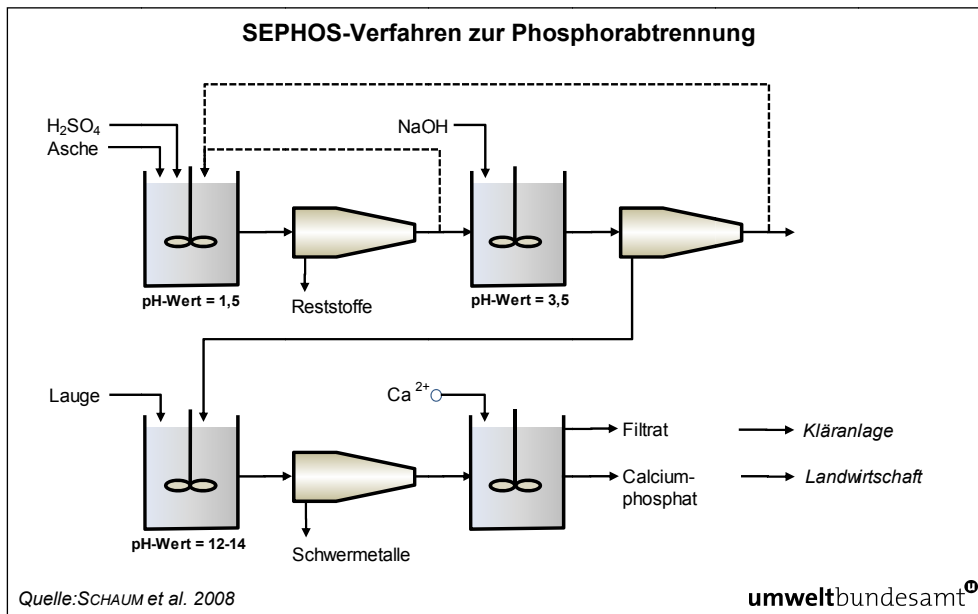 SEPHOS-Verfahren zur Phosphorabtrennung
H₂SO₄
Asche
NaOH
pH-Wert = 1,5
Reststoffe
pH-Wert = 3,5
Lauge
Ca ²⁺
Filtrat
Kläranlage
Calcium-
phosphat
Landwirtschaft
pH-Wert = 12-14
Schwermetalle
Quelle:SCHAUM et al. 2008
umweltbundesamt ⓤ